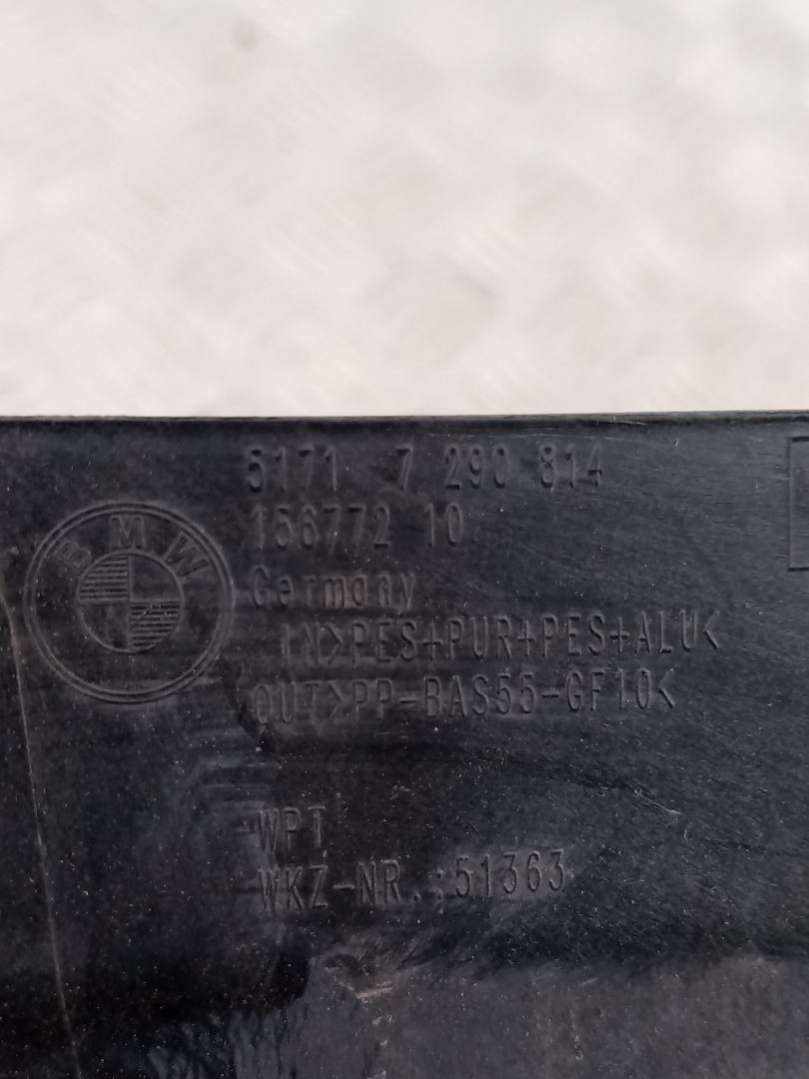 5171 7 290 814
156772 10
BMW
Germany
IN>PES+PUR+PES+ALU<
OUT>PP-BAS55-GF10<
WPT
WKZ-NR.:51363